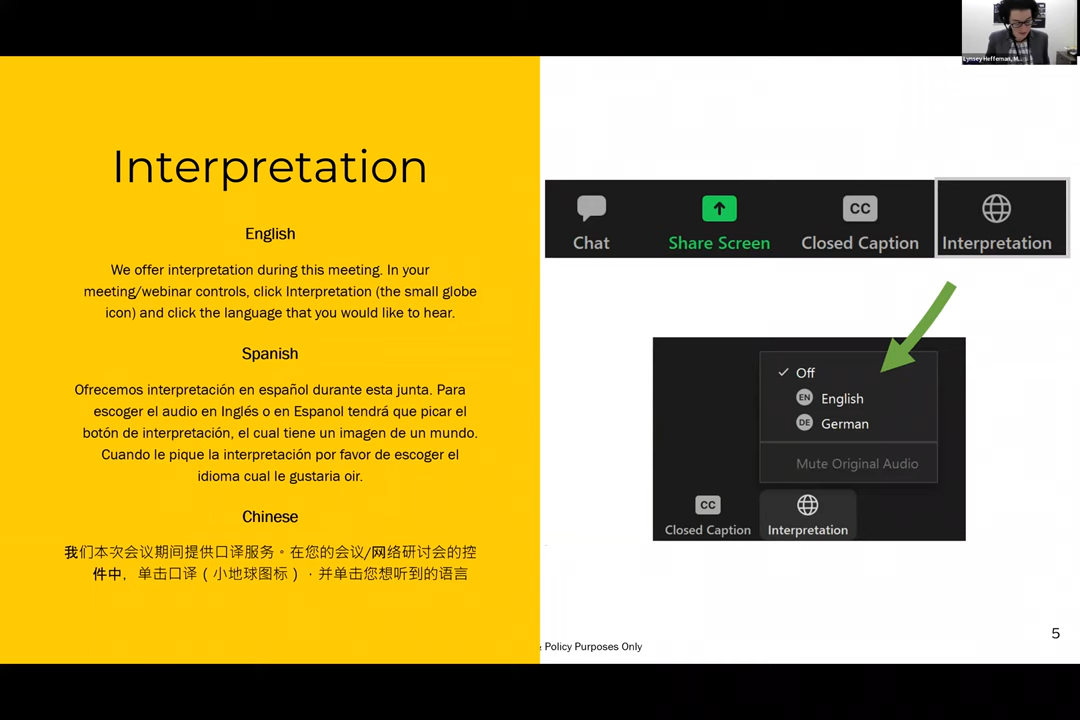 Lynsey Heffernan, M...
Interpretation
English
We offer interpretation during this meeting. In your
meeting/webinar controls, click Interpretation (the small globe
icon) and click the language that you would like to hear.
Spanish
Ofrecemos interpretación en español durante esta junta. Para
escoger el audio en Inglés o en Espanol tendrá que picar el
botón de interpretación, el cual tiene un imagen de un mundo.
Cuando le pique la interpretación por favor de escoger el
idioma cual le gustaria oir.
Chinese
我们本次会议期间提供口译服务。在您的会议/网络研讨会的控
件中，单击口译（小地球图标），并单击您想听到的语言
Chat
Share Screen
CC
Closed Caption
Interpretation
Off
EN English
DE German
Mute Original Audio
CC
Closed Caption
Interpretation
& Policy Purposes Only
5